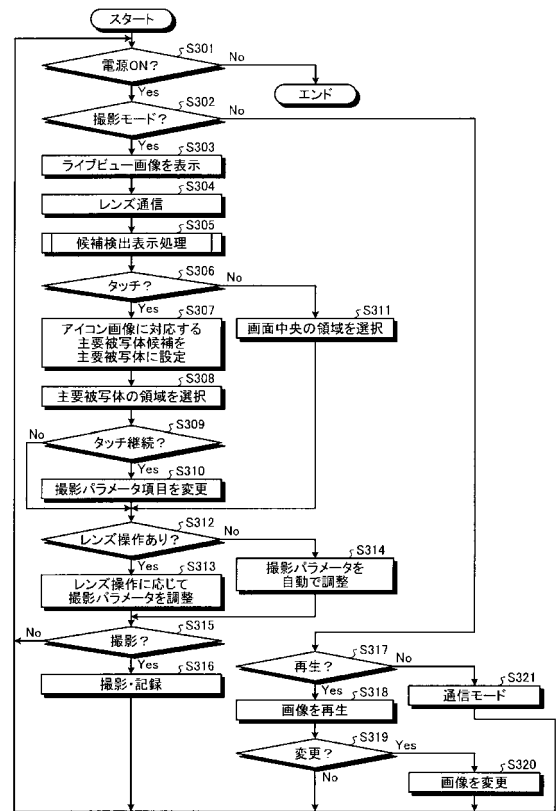 スタート
S301
電源ON?
No
Yes
エンド
S302
撮影モード?
No
Yes
S303
ライブビュー画像を表示
S304
レンズ通信
S305
候補検出表示処理
S306
タッチ?
No
Yes
S307
アイコン画像に対応する
主要被写体候補を
主要被写体に設定
S311
画面中央の領域を選択
S308
主要被写体の領域を選択
S309
タッチ継続?
No
Yes
S310
撮影パラメータ項目を変更
S312
レンズ操作あり?
No
Yes
S313
レンズ操作に応じて
撮影パラメータを調整
S314
撮影パラメータを
自動で調整
S315
撮影?
No
Yes
S316
撮影・記録
S317
再生?
No
Yes
S321
通信モード
S318
画像を再生
S319
変更?
Yes
No
S320
画像を変更